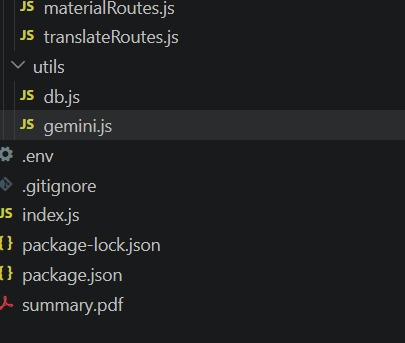 JS materialRoutes.js
JS translateRoutes.js
utils
JS db.js
JS gemini.js
.env
.gitignore
JS index.js
{} package-lock.json
{} package.json
summary.pdf